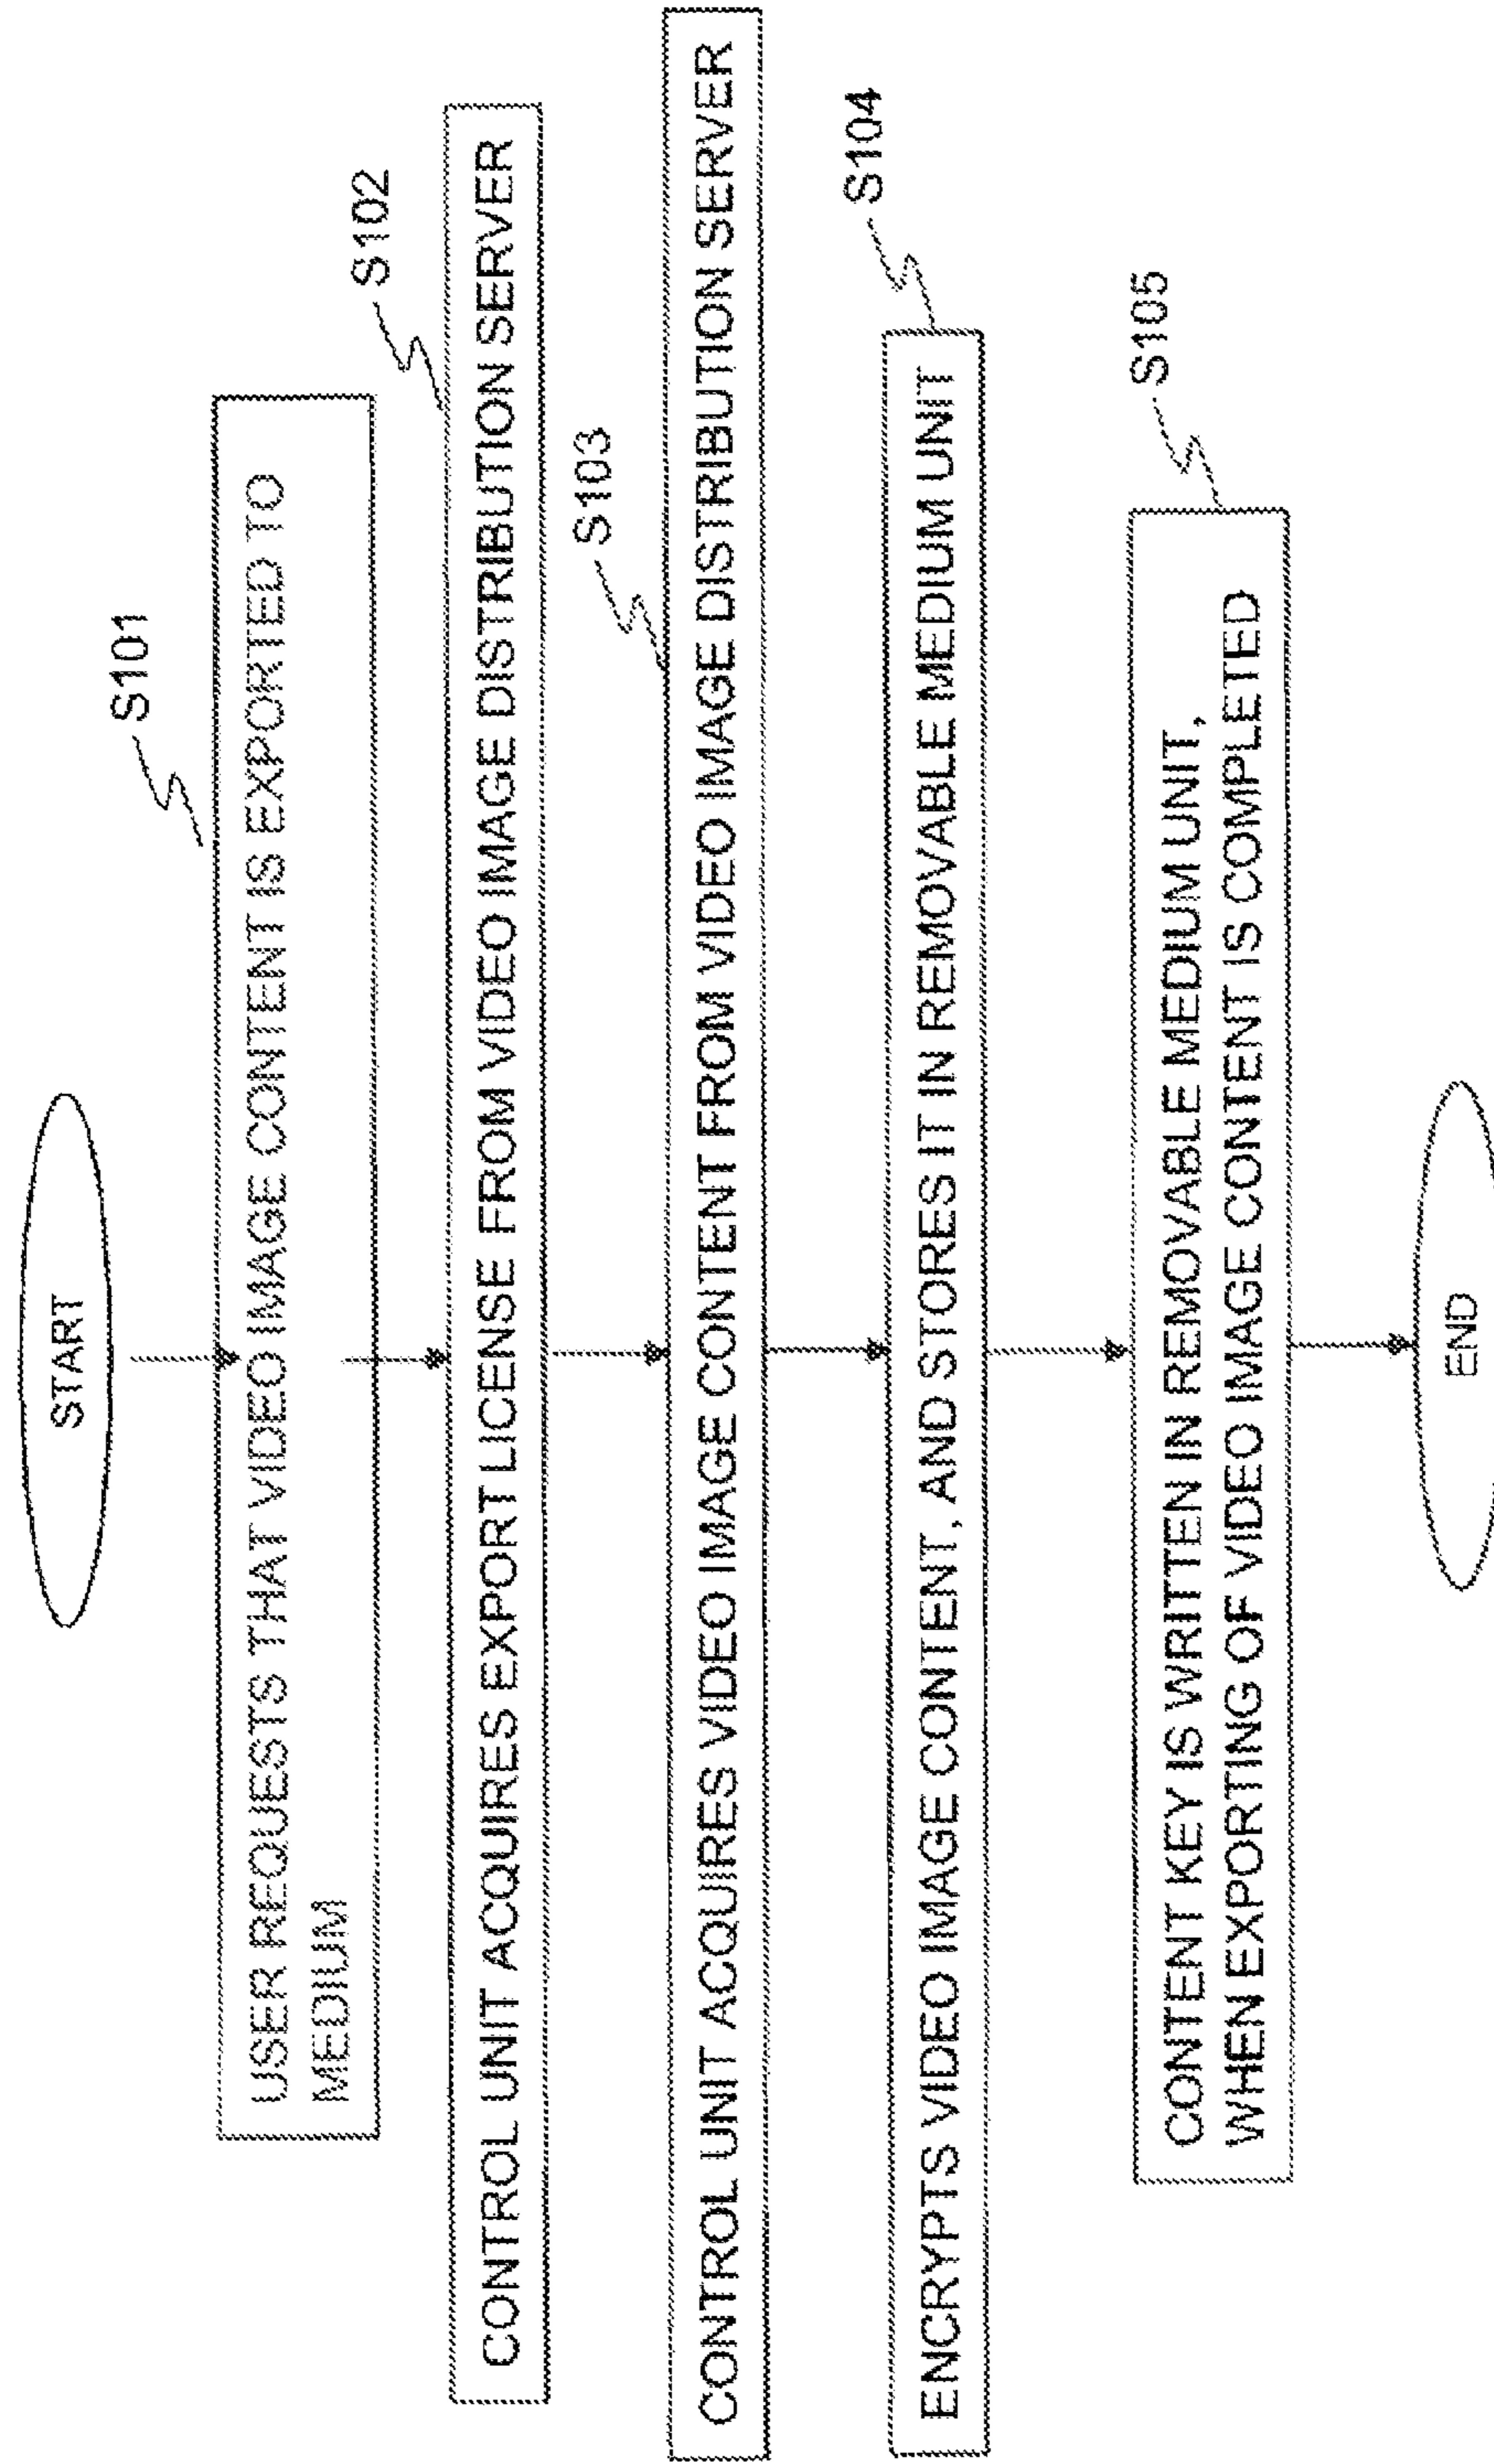 START
S101
USER REQUESTS THAT VIDEO IMAGE CONTENT IS EXPORTED TO
MEDIUM
S102
CONTROL UNIT ACQUIRES EXPORT LICENSE FROM VIDEO IMAGE DISTRIBUTION SERVER
S103
CONTROL UNIT ACQUIRES VIDEO IMAGE CONTENT FROM VIDEO IMAGE DISTRIBUTION SERVER
S104
ENCRYPTS VIDEO IMAGE CONTENT, AND STORES IT IN REMOVABLE MEDIUM UNIT
S105
CONTENT KEY IS WRITTEN IN REMOVABLE MEDIUM UNIT,
WHEN EXPORTING OF VIDEO IMAGE CONTENT IS COMPLETED
END